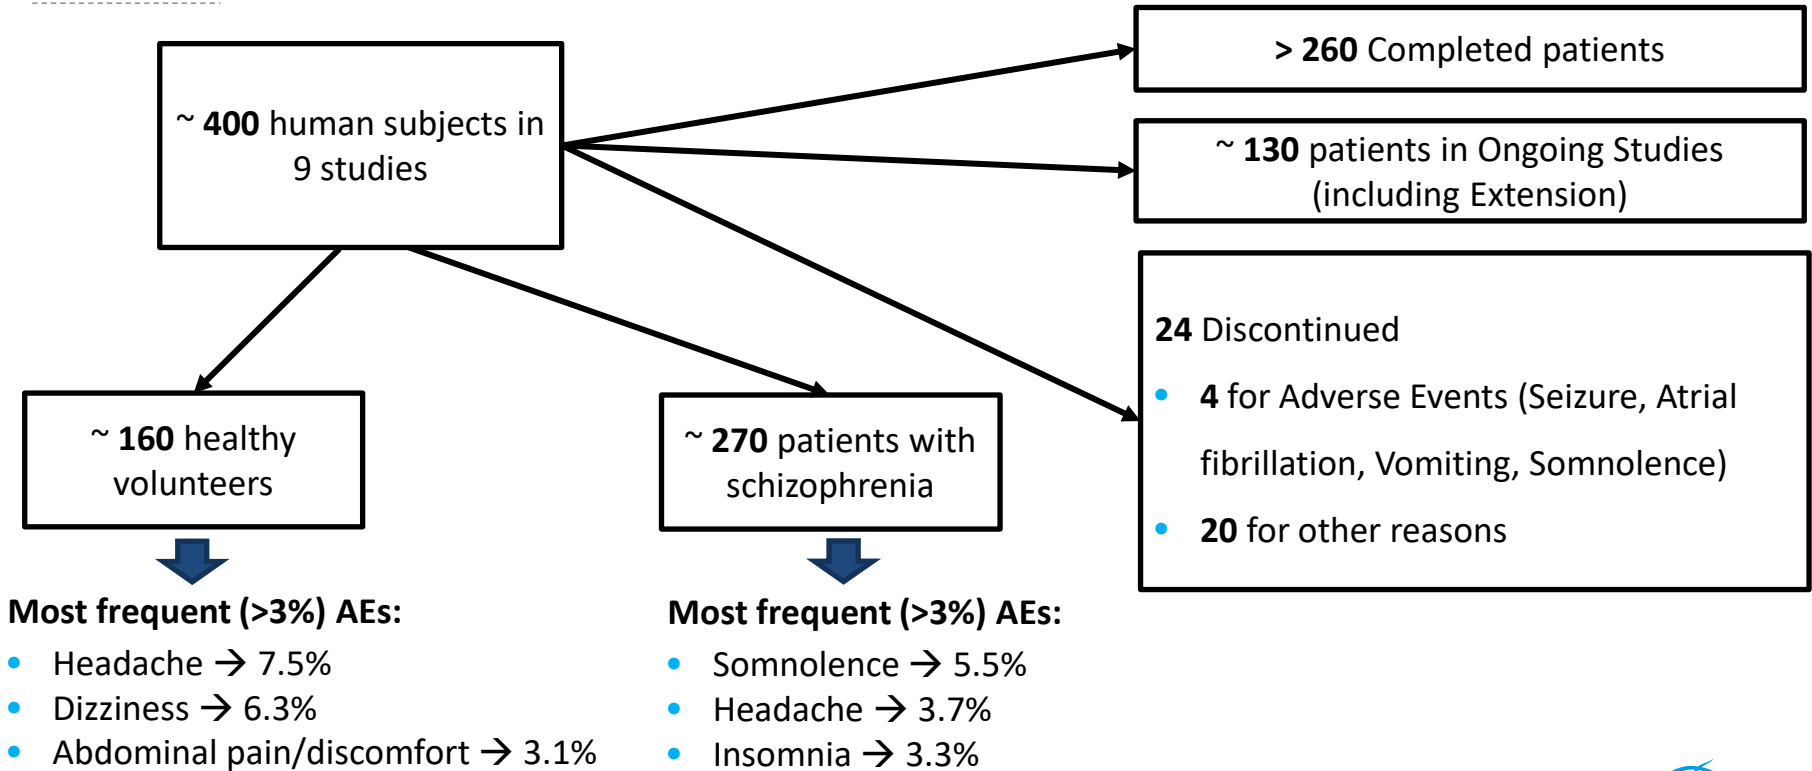 ~ 400 human subjects in
9 studies
> 260 Completed patients
~ 130 patients in Ongoing Studies
(including Extension)
24 Discontinued
• 4 for Adverse Events (Seizure, Atrial
fibrillation, Vomiting, Somnolence)
• 20 for other reasons
~ 160 healthy
volunteers
~ 270 patients with
schizophrenia
Most frequent (>3%) AEs:
• Headache → 7.5%
• Dizziness → 6.3%
• Abdominal pain/discomfort → 3.1%
Most frequent (>3%) AEs:
• Somnolence → 5.5%
• Headache → 3.7%
• Insomnia → 3.3%